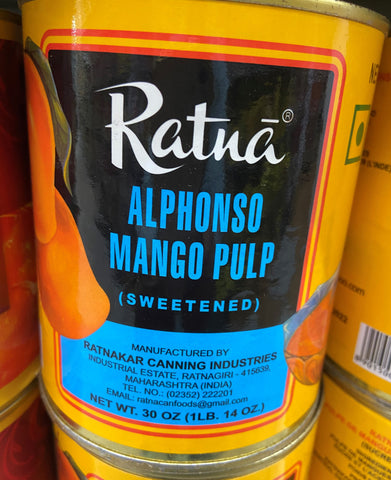 Ratnā®
ALPHONSO
MANGO PULP
(SWEETENED)
MANUFACTURED BY
RATNAKAR CANNING INDUSTRIES
INDUSTRIAL ESTATE, RATNAGIRI - 415639,
MAHARASHTRA (INDIA)
TEL. NO.: (02352) 222201
EMAIL: ratnacanfoods@gmail.com
NET WT. 30 OZ (1LB. 14 OZ.)